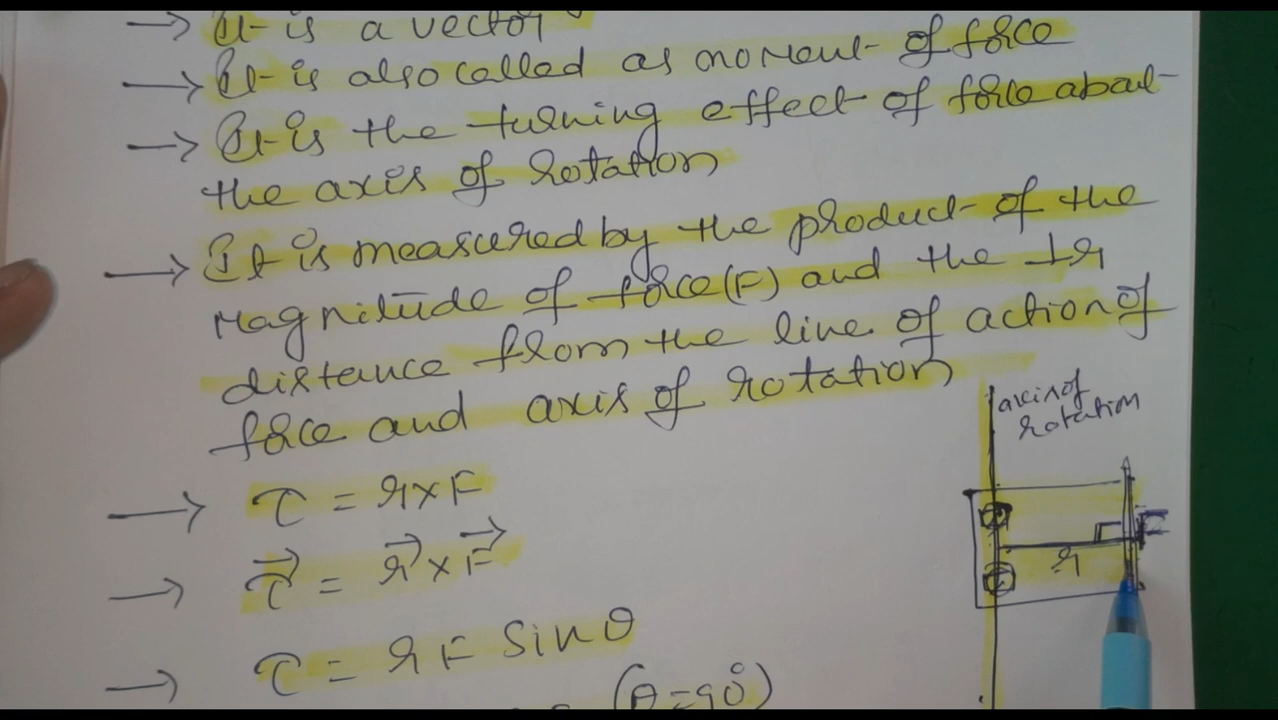 → It is a vector
→ It is also called as moment of force
→ It is the turning effect of force about
the axis of rotation
→ It is measured by the product of the
Magnitude of force(F) and the ⊥r
distance from the line of action of
force and axis of rotation
axis of
rotation
→ τ = r×F
→ τ⃗ = r⃗×F⃗
r
→ τ = rF Sinθ
(θ=90°)